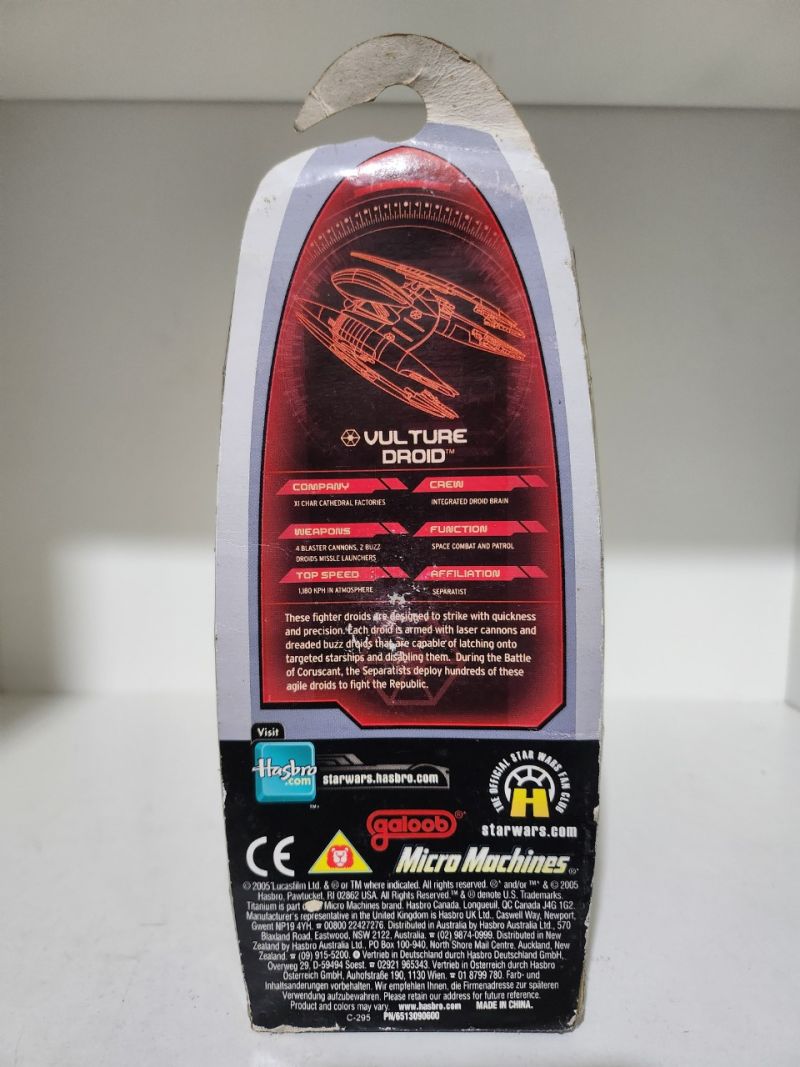 VULTURE
DROID™
COMPANY
XI CHAR CATHEDRAL FACTORIES
CREW
INTEGRATED DROID BRAIN
WEAPONS
4 BLASTER CANNONS, 2 BUZZ
DROIDS MISSLE LAUNCHERS
FUNCTION
SPACE COMBAT AND PATROL
TOP SPEED
1,180 KPH IN ATMOSPHERE
AFFILIATION
SEPARATIST
These fighter droids are designed to strike with quickness
and precision. Each droid is armed with laser cannons and
dreaded buzz droids that are capable of latching onto
targeted starships and disabling them. During the Battle
of Coruscant, the Separatists deploy hundreds of these
agile droids to fight the Republic.
Visit
Hasbro
.com
TM
starwars.hasbro.com
THE OFFICIAL STAR WARS FAN CLUB
H
starwars.com
galoob®
CE
Micro Machines®
© 2005 Lucasfilm Ltd. & ® or TM where indicated. All rights reserved. ®* and/or ™* & © 2005
Hasbro, Pawtucket, RI 02862 USA. All Rights Reserved. ™ & ® denote U.S. Trademarks.
Titanium is part Micro Machines brand. Hasbro Canada, Longueuil, QC Canada J4G 1G2.
Manufacturer's representative in the United Kingdom is Hasbro UK Ltd., Caswell Way, Newport,
Gwent NP19 4YH. ☎ 00800 22427276. Distributed in Australia by Hasbro Australia Ltd., 570
Blaxland Road, Eastwood, NSW 2122, Australia. ☎ (02) 9874-0999. Distributed in New
Zealand by Hasbro Australia Ltd., PO Box 100-940, North Shore Mail Centre, Auckland, New
Zealand. ☎ (09) 915-5200. Vertrieb in Deutschland durch Hasbro Deutschland GmbH,
Overweg 29, D-59494 Soest. ☎ 02921 965343. Vertrieb in Österreich durch Hasbro
Österreich GmbH, Auhofstraße 190, 1130 Wien. ☎ 01 8799 780. Farb- und
Inhaltsänderungen vorbehalten. Wir empfehlen Ihnen, die Firmenadresse zur späteren
Verwendung aufzubewahren. Please retain our address for future reference.
Product and colors may vary. www.hasbro.com MADE IN CHINA.
C-295 PN/6513090600